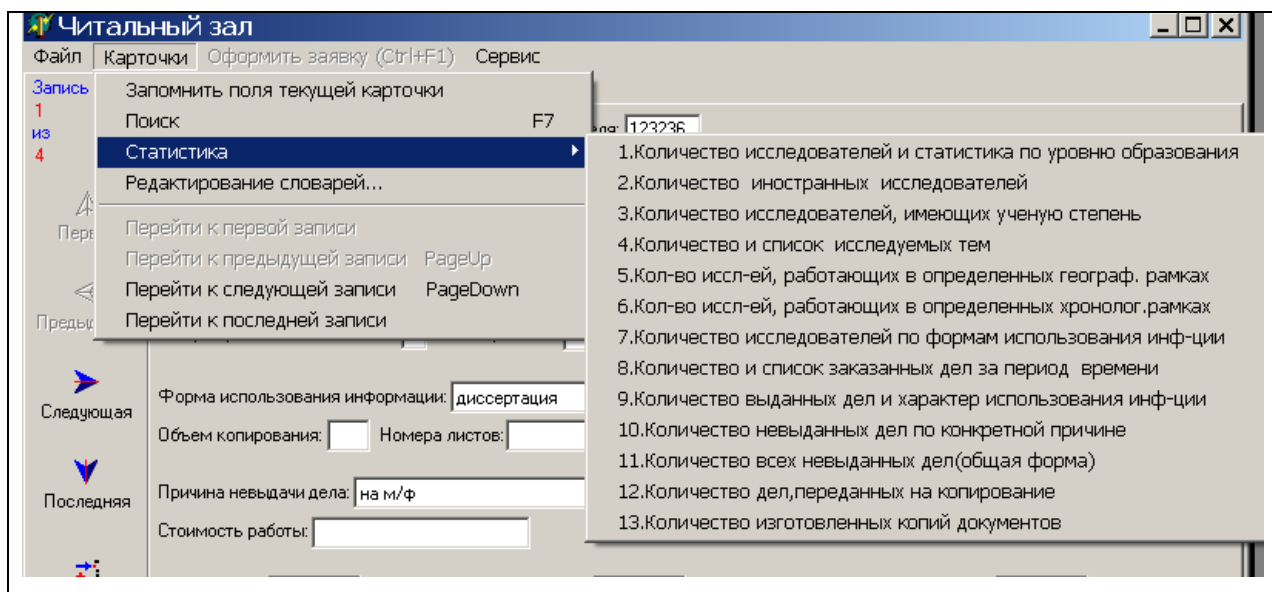 Читальный зал
Файл Карточки Оформить заявку (Ctrl+F1) Сервис
Запись
1
из
4
Запомнить поля текущей карточки
Поиск F7
123236
Статистика
Редактирование словарей...
Перейти к первой записи
Перейти к предыдущей записи PageUp
Перейти к следующей записи PageDown
Перейти к последней записи
1.Количество исследователей и статистика по уровню образования
2.Количество иностранных исследователей
3.Количество исследователей, имеющих ученую степень
4.Количество и список исследуемых тем
5.Кол-во иссл-ей, работающих в определенных географ. рамках
6.Кол-во иссл-ей, работающих в определенных хронолог.рамках
7.Количество исследователей по формам использования инф-ции
8.Количество и список заказанных дел за период времени
9.Количество выданных дел и характер использования инф-ции
10.Количество невыданных дел по конкретной причине
11.Количество всех невыданных дел(общая форма)
12.Количество дел,переданных на копирование
13.Количество изготовленных копий документов
Следующая
Последняя
Форма использования информации: диссертация
Объем копирования: Номера листов:
Причина невыдачи дела: на м/ф
Стоимость работы: